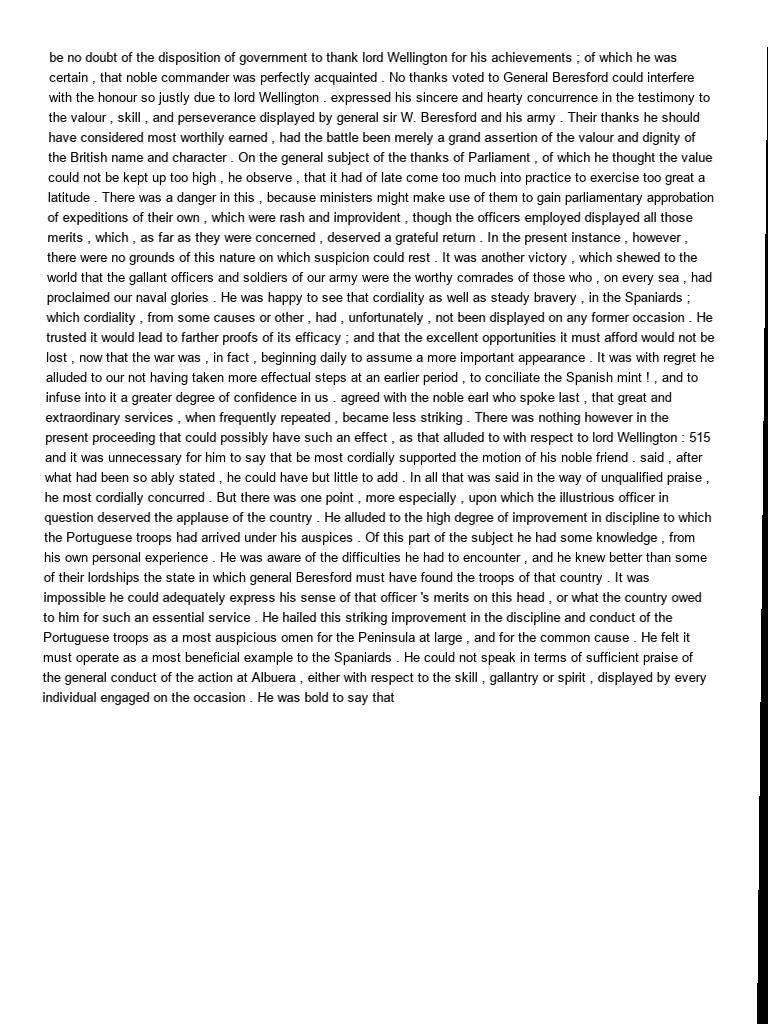 be no doubt of the disposition of government to thank lord Wellington for his achievements ; of which he was
certain , that noble commander was perfectly acquainted . No thanks voted to General Beresford could interfere
with the honour so justly due to lord Wellington . expressed his sincere and hearty concurrence in the testimony to
the valour , skill , and perseverance displayed by general sir W. Beresford and his army . Their thanks he should
have considered most worthily earned , had the battle been merely a grand assertion of the valour and dignity of
the British name and character . On the general subject of the thanks of Parliament , of which he thought the value
could not be kept up too high , he observe , that it had of late come too much into practice to exercise too great a
latitude . There was a danger in this , because ministers might make use of them to gain parliamentary approbation
of expeditions of their own , which were rash and improvident , though the officers employed displayed all those
merits , which , as far as they were concerned , deserved a grateful return . In the present instance , however ,
there were no grounds of this nature on which suspicion could rest . It was another victory , which shewed to the
world that the gallant officers and soldiers of our army were the worthy comrades of those who , on every sea , had
proclaimed our naval glories . He was happy to see that cordiality as well as steady bravery , in the Spaniards ;
which cordiality , from some causes or other , had , unfortunately , not been displayed on any former occasion . He
trusted it would lead to farther proofs of its efficacy ; and that the excellent opportunities it must afford would not be
lost , now that the war was , in fact , beginning daily to assume a more important appearance . It was with regret he
alluded to our not having taken more effectual steps at an earlier period , to conciliate the Spanish mint ! , and to
infuse into it a greater degree of confidence in us . agreed with the noble earl who spoke last , that great and
extraordinary services , when frequently repeated , became less striking . There was nothing however in the
present proceeding that could possibly have such an effect , as that alluded to with respect to lord Wellington : 515
and it was unnecessary for him to say that be most cordially supported the motion of his noble friend . said , after
what had been so ably stated , he could have but little to add . In all that was said in the way of unqualified praise ,
he most cordially concurred . But there was one point , more especially , upon which the illustrious officer in
question deserved the applause of the country . He alluded to the high degree of improvement in discipline to which
the Portuguese troops had arrived under his auspices . Of this part of the subject he had some knowledge , from
his own personal experience . He was aware of the difficulties he had to encounter , and he knew better than some
of their lordships the state in which general Beresford must have found the troops of that country . It was
impossible he could adequately express his sense of that officer 's merits on this head , or what the country owed
to him for such an essential service . He hailed this striking improvement in the discipline and conduct of the
Portuguese troops as a most auspicious omen for the Peninsula at large , and for the common cause . He felt it
must operate as a most beneficial example to the Spaniards . He could not speak in terms of sufficient praise of
the general conduct of the action at Albuera , either with respect to the skill , gallantry or spirit , displayed by every
individual engaged on the occasion . He was bold to say that